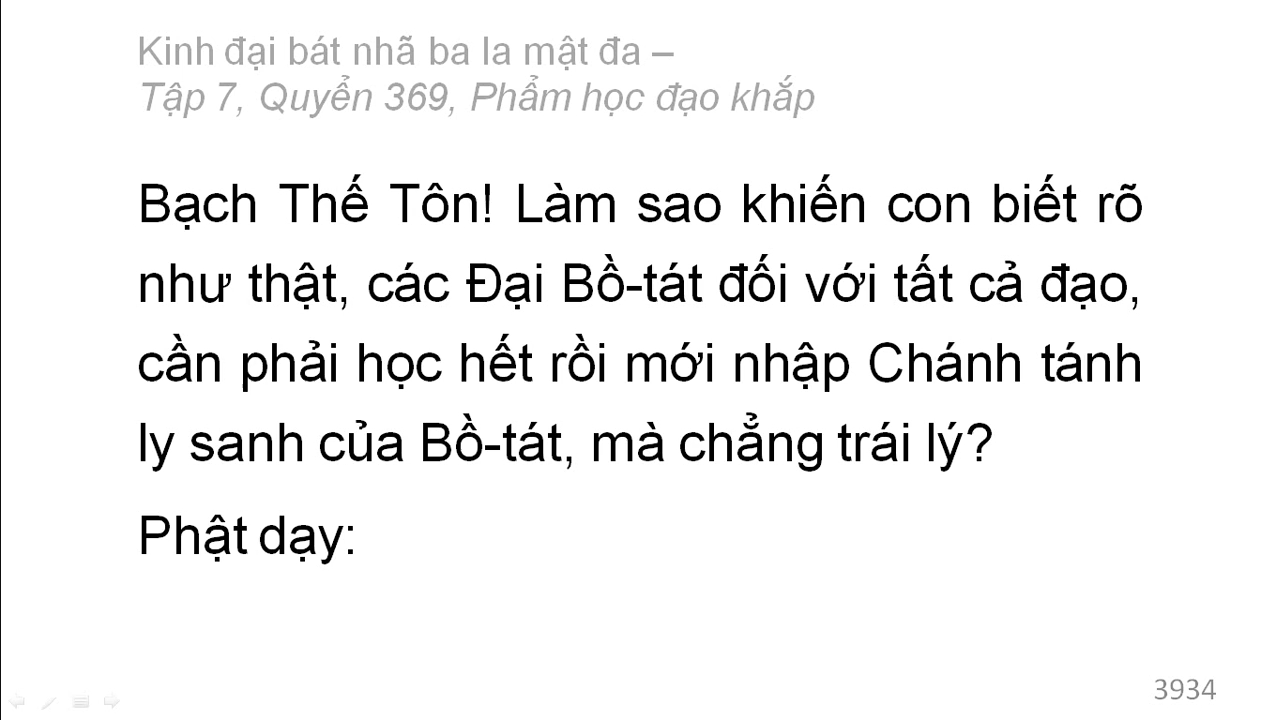 Kinh đại bát nhã ba la mật đa –
Tập 7, Quyển 369, Phẩm học đạo khắp
Bạch Thế Tôn! Làm sao khiến con biết rõ
như thật, các Đại Bồ-tát đối với tất cả đạo,
cần phải học hết rồi mới nhập Chánh tánh
ly sanh của Bồ-tát, mà chẳng trái lý?
Phật dạy:
3934